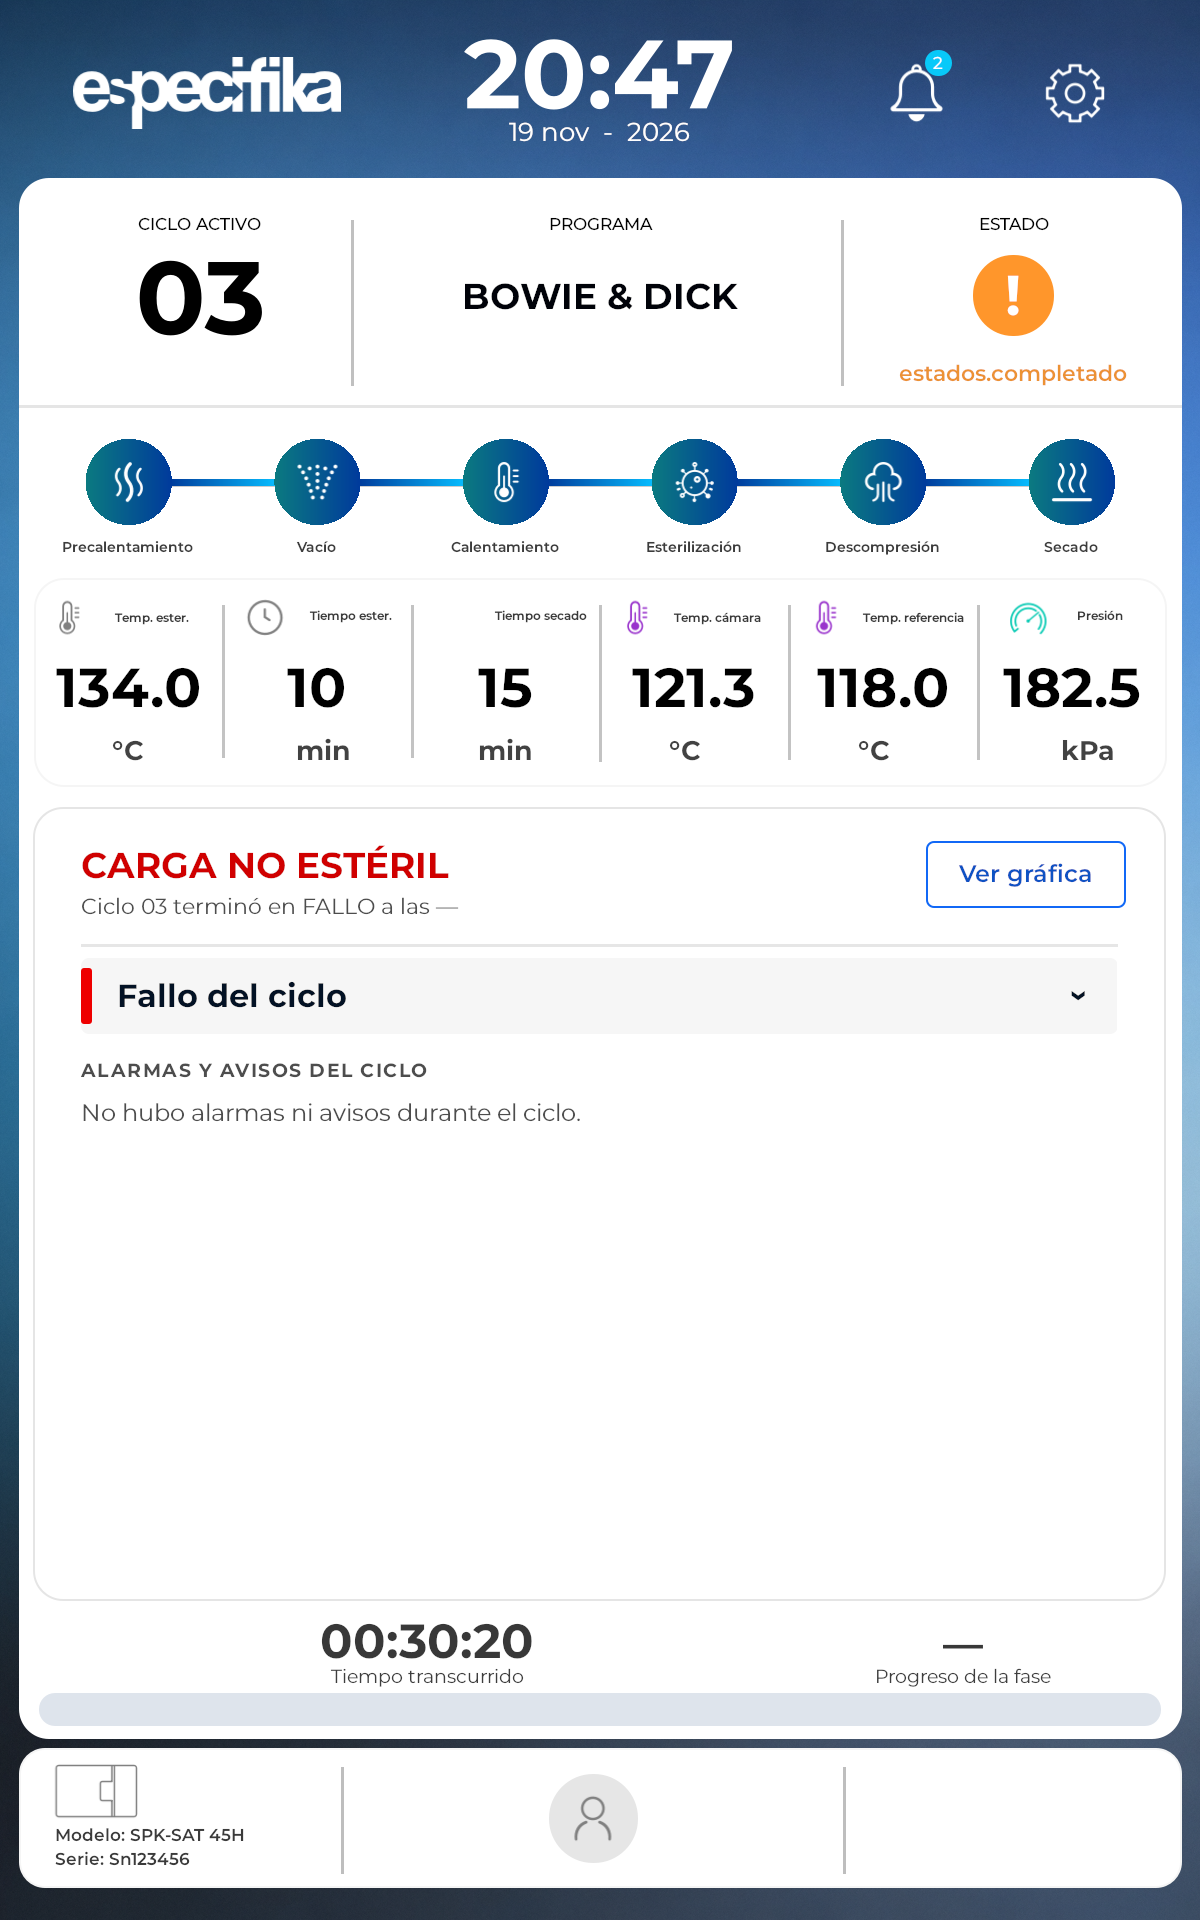 especifika
20:47
2
19 nov - 2026
CICLO ACTIVO
PROGRAMA
ESTADO
03
BOWIE & DICK
!
estados.completado
Precalentamiento
Vacío
Calentamiento
Esterilización
Descompresión
Secado
Temp. ester.
Tiempo ester.
Tiempo secado
Temp. cámara
Temp. referencia
Presión
134.0
10
15
121.3
118.0
182.5
°C
min
min
°C
°C
kPa
CARGA NO ESTÉRIL
Ver gráfica
Ciclo 03 terminó en FALLO a las —
Fallo del ciclo
ALARMAS Y AVISOS DEL CICLO
No hubo alarmas ni avisos durante el ciclo.
00:30:20
—
Tiempo transcurrido
Progreso de la fase
Modelo: SPK-SAT 45H
Serie: Sn123456